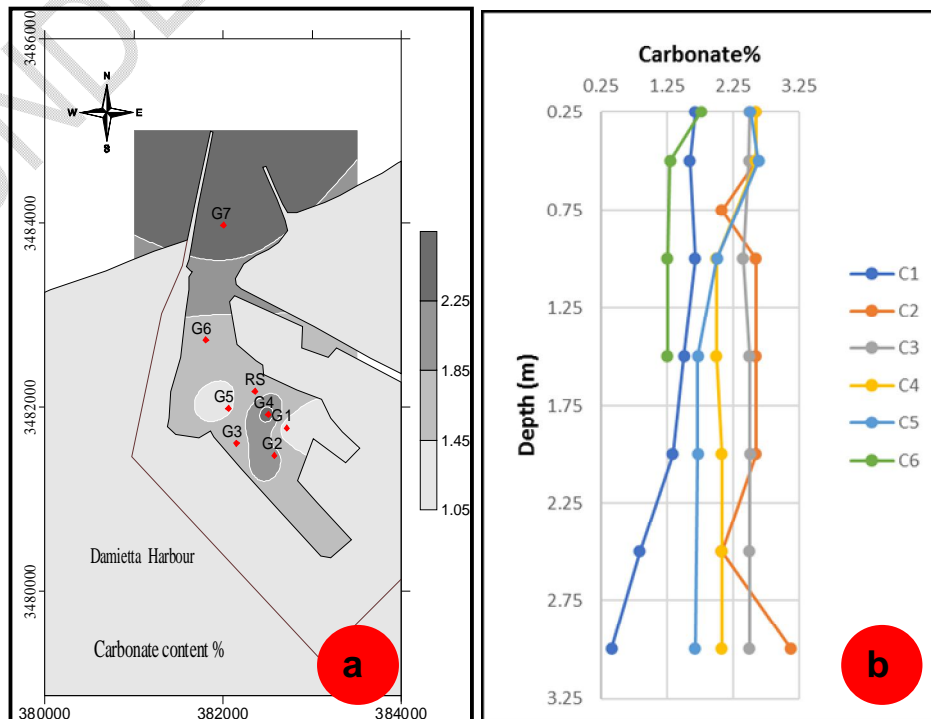 NDE
3486000
3484000
3482000
3480000
380000
382000
384000
N
W
E
S
G7
G6
RS
G5
G4
G1
G3
G2
Damietta Harbour
Carbonate content %
2.25
1.85
1.45
1.05
a
Carbonate%
0.25 1.25 2.25 3.25
Depth (m)
0.25
0.75
1.25
1.75
2.25
2.75
3.25
C1
C2
C3
C4
C5
C6
b